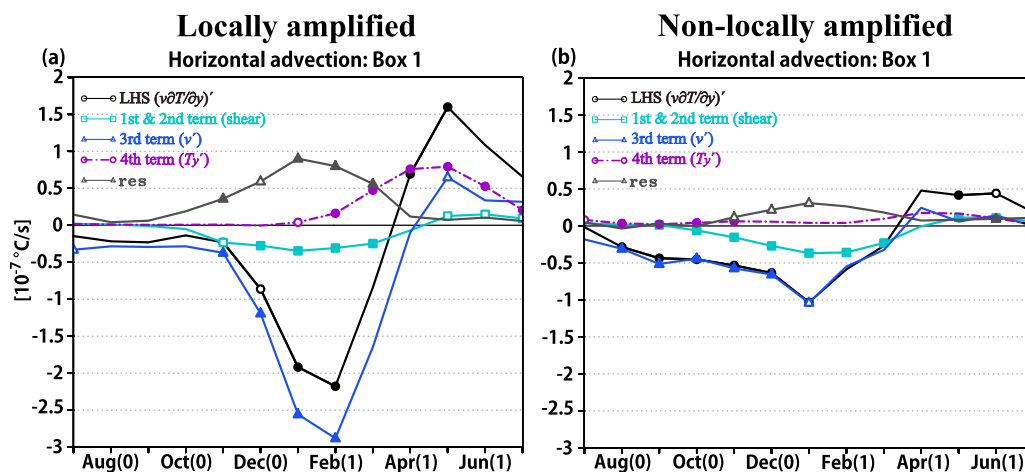 Locally amplified
Non-locally amplified
(a)
Horizontal advection: Box 1
(b)
Horizontal advection: Box 1
[10⁻⁷ °C/s]
2
1.5
1
0.5
0
-0.5
-1
-1.5
-2
-2.5
-3
LHS (v∂T/∂y)′
1st & 2nd term (shear)
3rd term (v′)
4th term (Ty′)
res
Aug(0) Oct(0) Dec(0) Feb(1) Apr(1) Jun(1)
2
1.5
1
0.5
0
-0.5
-1
-1.5
-2
-2.5
-3
LHS (v∂T/∂y)′
1st & 2nd term (shear)
3rd term (v′)
4th term (Ty′)
res
Aug(0) Oct(0) Dec(0) Feb(1) Apr(1) Jun(1)